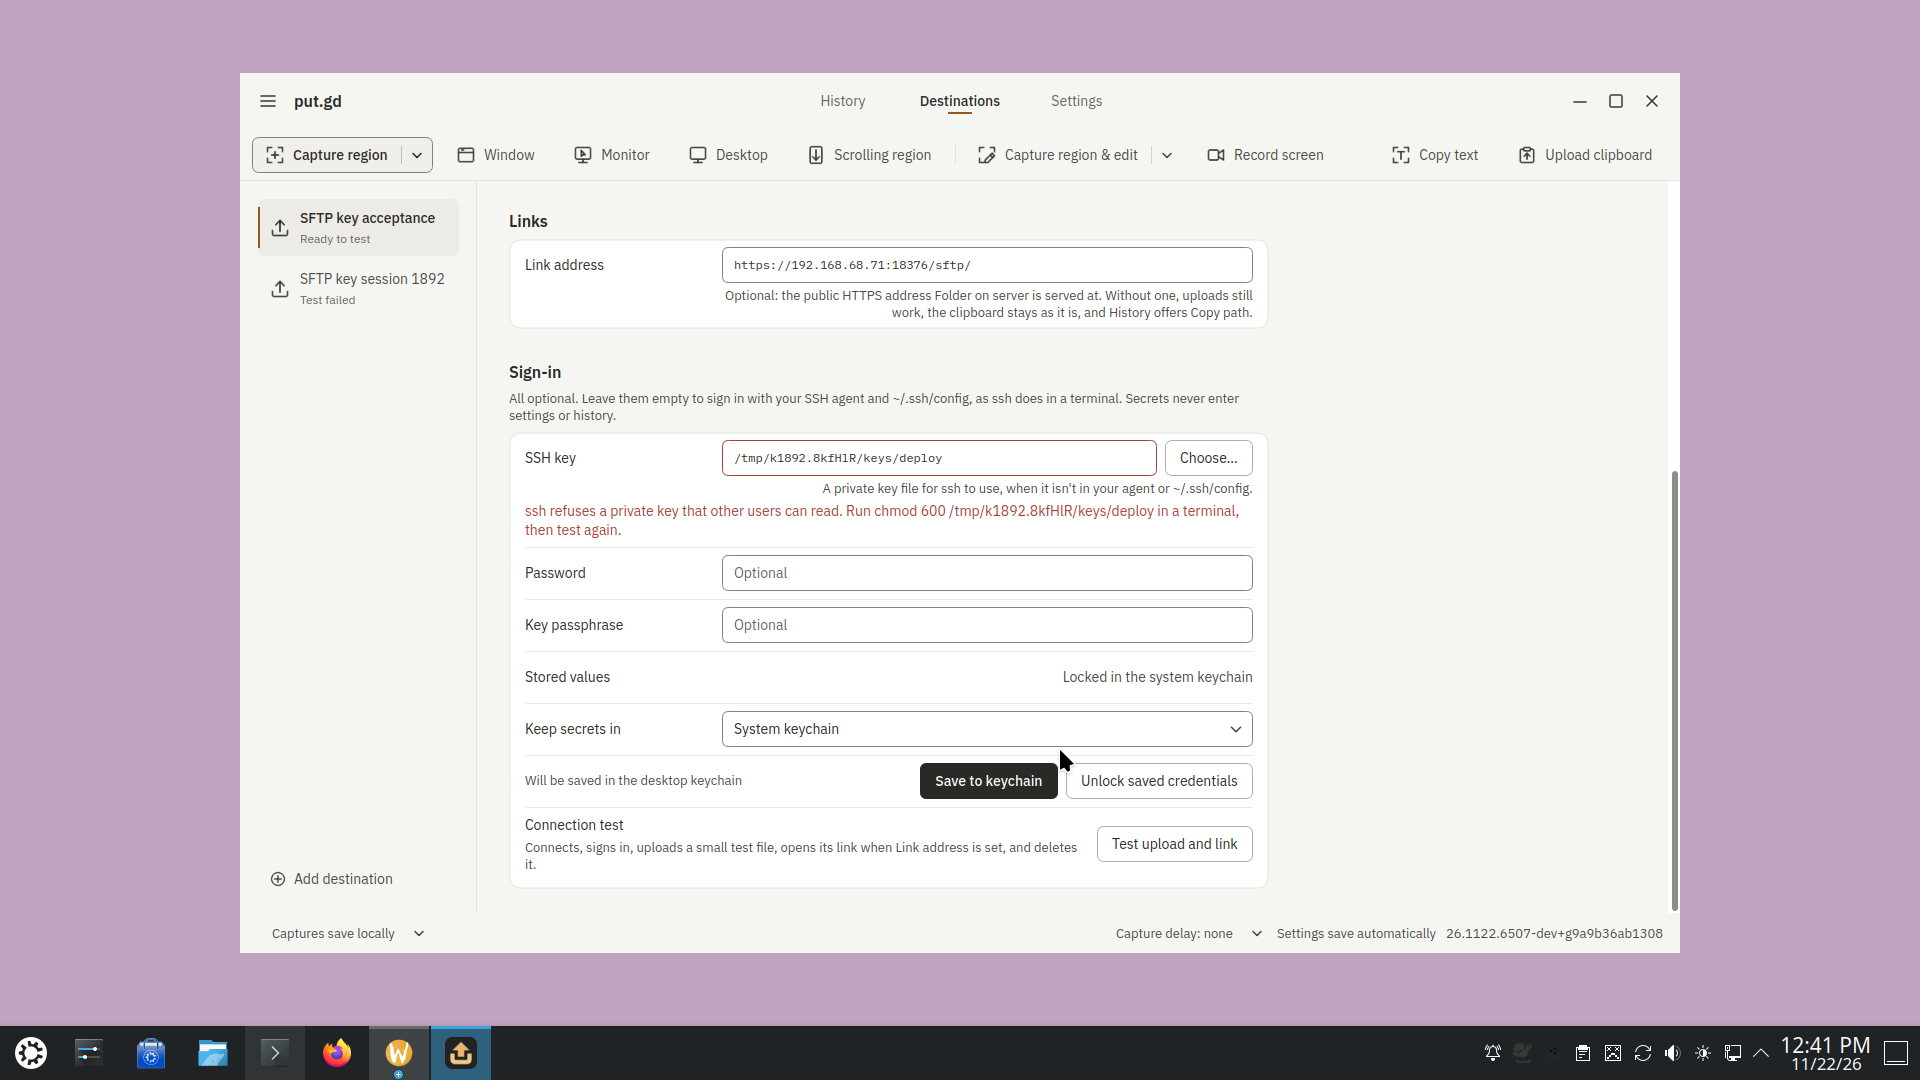 put.gd
History
Destinations
Settings
Capture region
Window
Monitor
Desktop
Scrolling region
Capture region & edit
Record screen
Copy text
Upload clipboard
SFTP key acceptance
Ready to test
SFTP key session 1892
Test failed
Add destination
Links
Link address
https://192.168.68.71:18376/sftp/
Optional: the public HTTPS address Folder on server is served at. Without one, uploads still
work, the clipboard stays as it is, and History offers Copy path.
Sign-in
All optional. Leave them empty to sign in with your SSH agent and ~/.ssh/config, as ssh does in a terminal. Secrets never enter
settings or history.
SSH key
/tmp/k1892.8kfHlR/keys/deploy
Choose...
A private key file for ssh to use, when it isn't in your agent or ~/.ssh/config.
ssh refuses a private key that other users can read. Run chmod 600 /tmp/k1892.8kfHlR/keys/deploy in a terminal,
then test again.
Password
Optional
Key passphrase
Optional
Stored values
Locked in the system keychain
Keep secrets in
System keychain
Will be saved in the desktop keychain
Save to keychain
Unlock saved credentials
Connection test
Connects, signs in, uploads a small test file, opens its link when Link address is set, and deletes
it.
Test upload and link
Captures save locally
Capture delay: none
Settings save automatically
26.1122.6507-dev+g9a9b36ab1308
12:41 PM
11/22/26